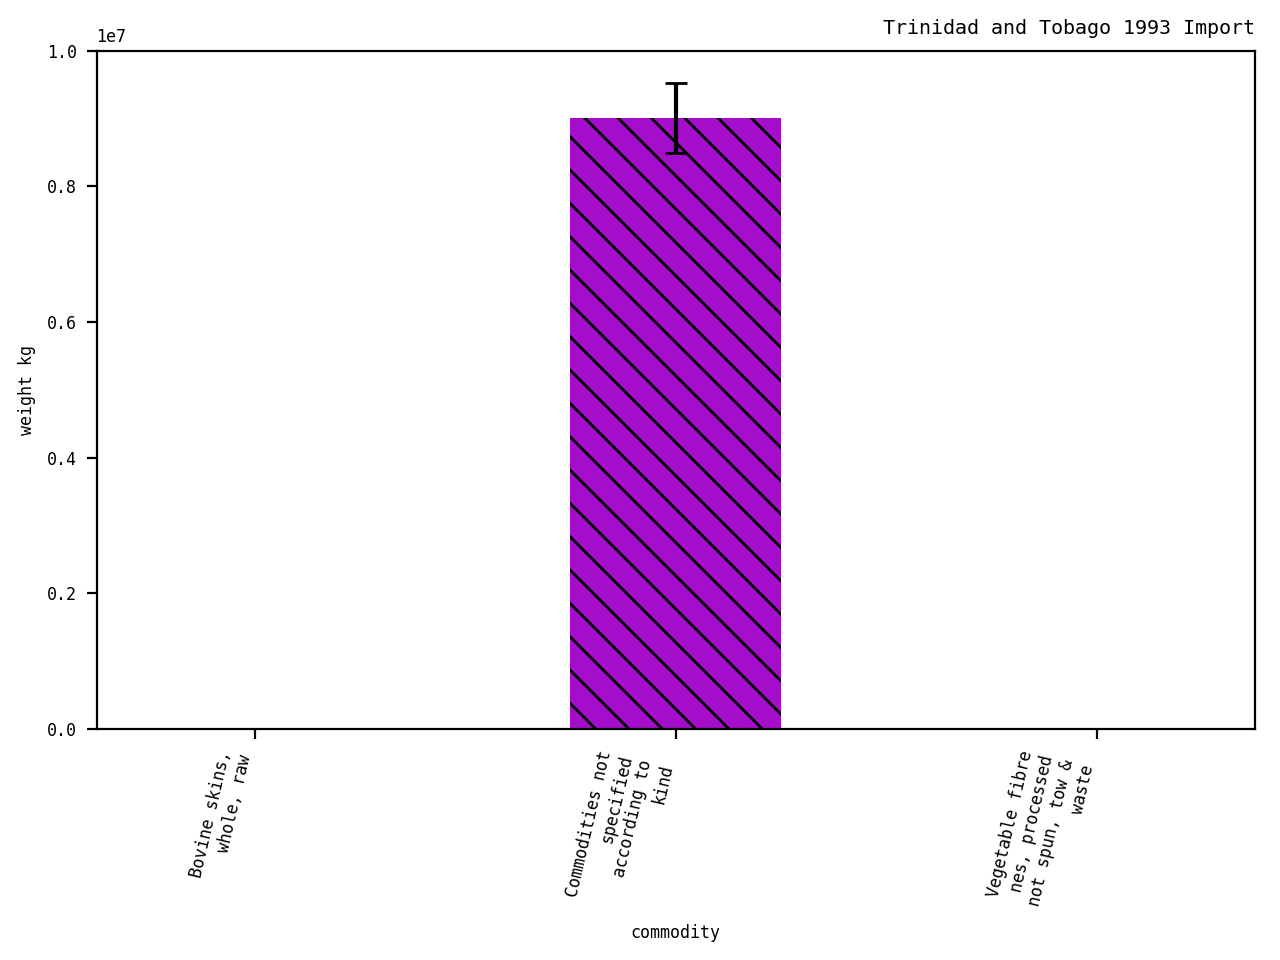 Trinidad and Tobago 1993 Import
1e7
1.0
0.8
0.6
0.4
0.2
0.0
weight kg
Bovine skins,
whole, raw
Commodities not
specified
according to
kind
Vegetable fibre
nes, processed
not spun, tow &
waste
commodity